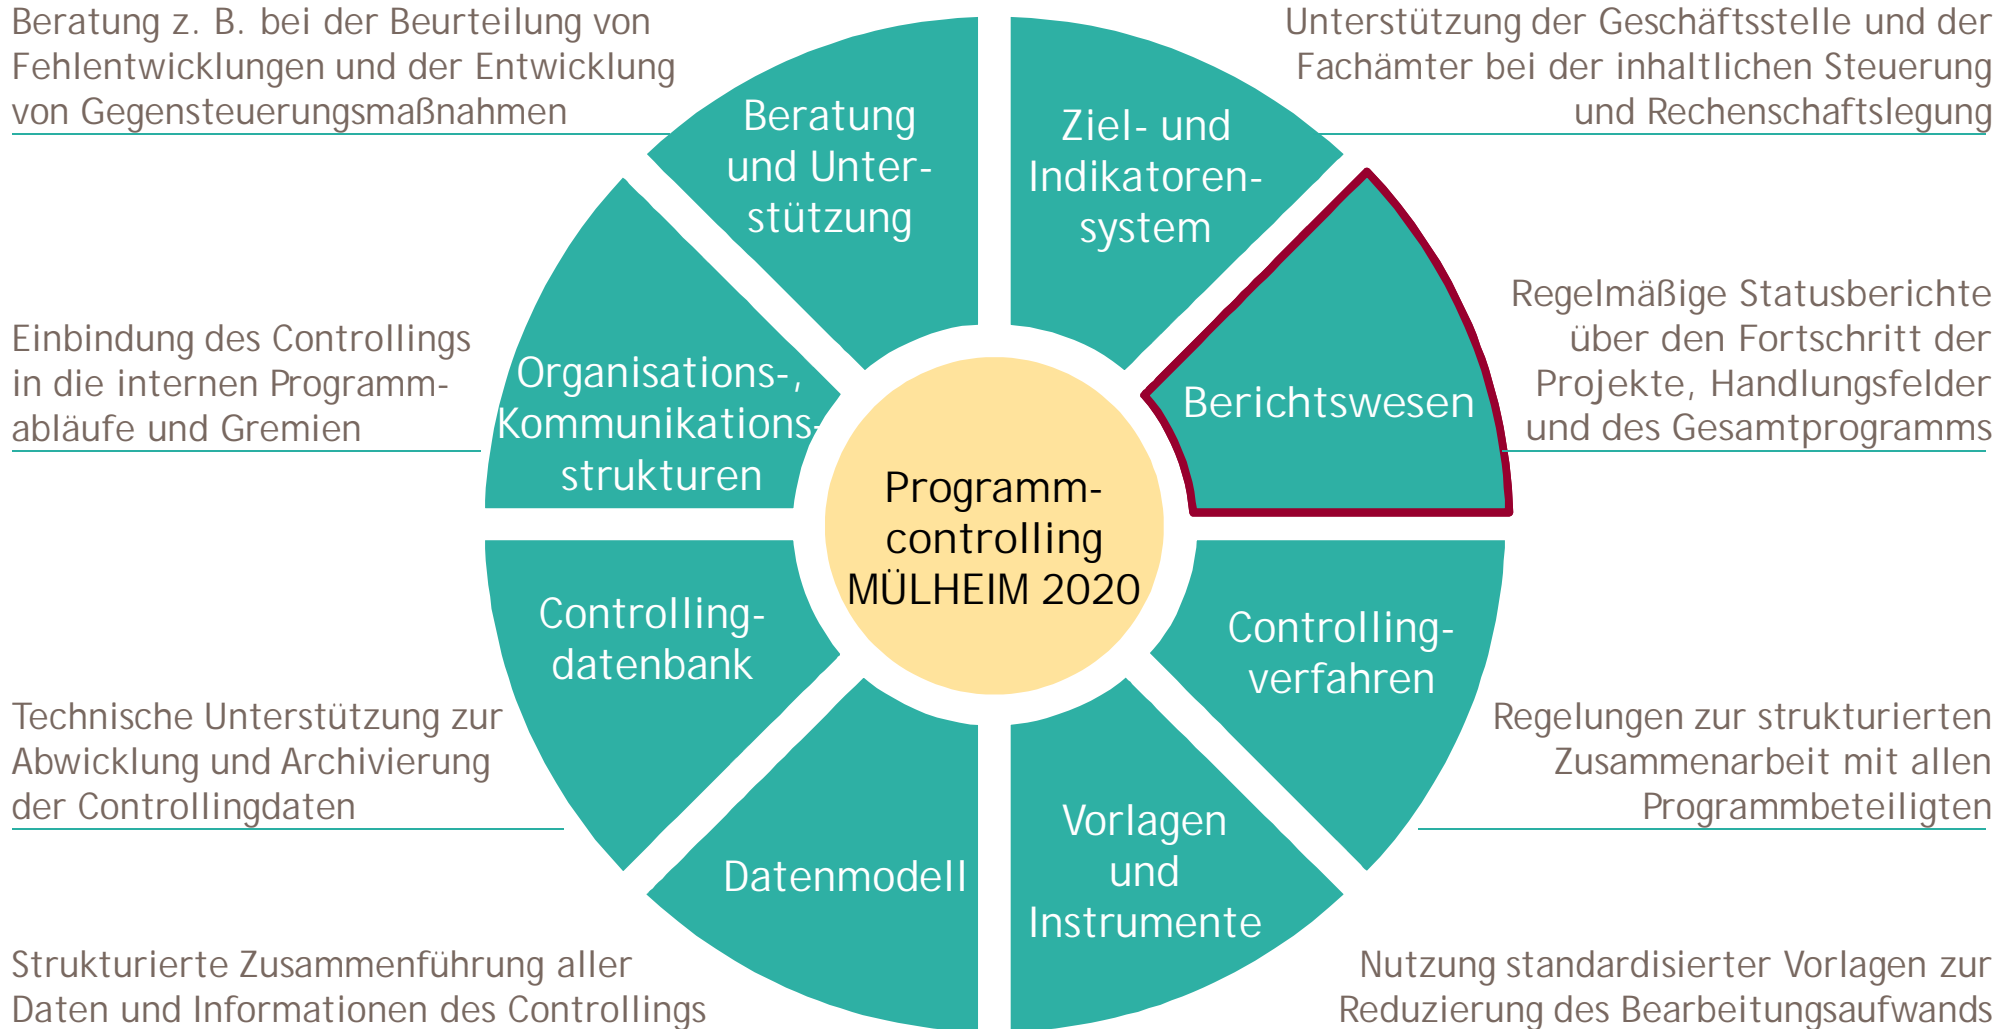 Beratung z. B. bei der Beurteilung von
Fehlentwicklungen und der Entwicklung
von Gegensteuerungsmaßnahmen
Unterstützung der Geschäftsstelle und der
Fachämter bei der inhaltlichen Steuerung
und Rechenschaftslegung
Beratung
und Unter-
stützung
Ziel- und
Indikatoren-
system
Einbindung des Controllings
in die internen Programm-
abläufe und Gremien
Organisations-,
Kommunikations-
strukturen
Berichtswesen
Regelmäßige Statusberichte
über den Fortschritt der
Projekte, Handlungsfelder
und des Gesamtprogramms
Programm-
controlling
MÜLHEIM 2020
Controlling-
datenbank
Controlling-
verfahren
Technische Unterstützung zur
Abwicklung und Archivierung
der Controllingdaten
Regelungen zur strukturierten
Zusammenarbeit mit allen
Programmbeteiligten
Datenmodell
Vorlagen
und
Instrumente
Strukturierte Zusammenführung aller
Daten und Informationen des Controllings
Nutzung standardisierter Vorlagen zur
Reduzierung des Bearbeitungsaufwands